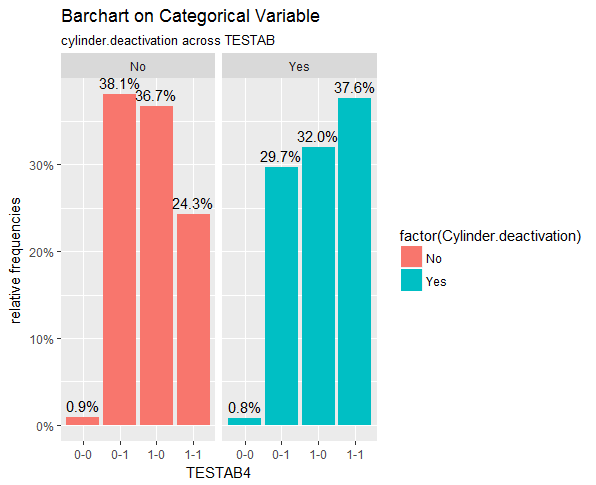 Barchart on Categorical Variable
cylinder.deactivation across TESTAB
No
Yes
38.1%
36.7%
24.3%
0.9%
37.6%
32.0%
29.7%
0.8%
30%
20%
10%
0%
relative frequencies
0-0 0-1 1-0 1-1
0-0 0-1 1-0 1-1
TESTAB4
factor(Cylinder.deactivation)
No
Yes